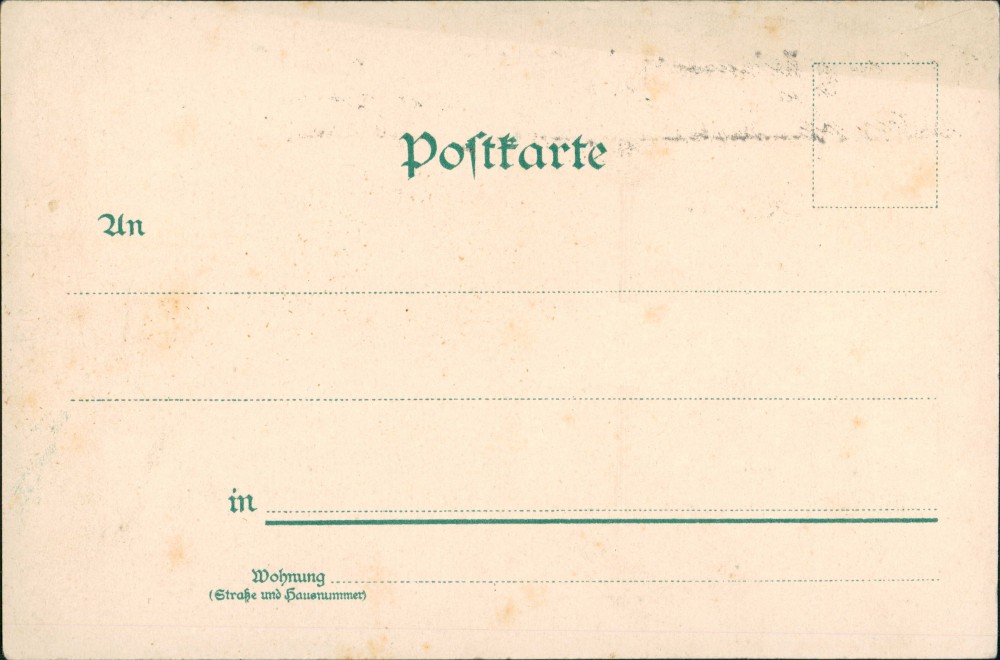 Postkarte
An
in
Wohnung
(Straße und Hausnummer)